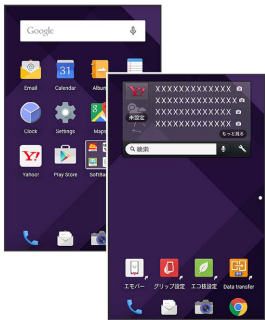 Google
31
Email
Calendar
Album
Clock
Settings
Maps
Y!
Yahoo!
Play Store
SoftBa
Y!
XXXXXXXXXXXXX
XXXXXXXXXXXXX
未設定
XXXXXXXXXXXXX
XXXXXXXXXXXXX
もっと見る
検索
エモパー
グリップ設定
エコ技設定
Data transfer